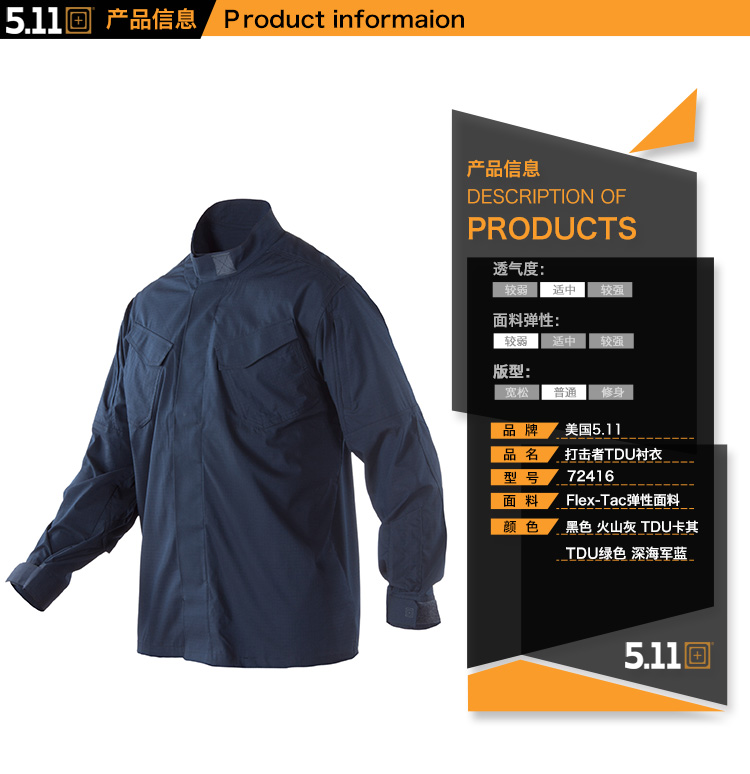 5.11 产品信息 Product informaion
产品信息
DESCRIPTION OF
PRODUCTS
透气度：
较弱 适中 较强
面料弹性：
较弱 适中 较强
版型：
宽松 普通 修身
品 牌 美国5.11
品 名 打击者TDU衬衣
型 号 72416
面 料 Flex-Tac弹性面料
颜 色 黑色 火山灰 TDU卡其
TDU绿色 深海军蓝
5.11